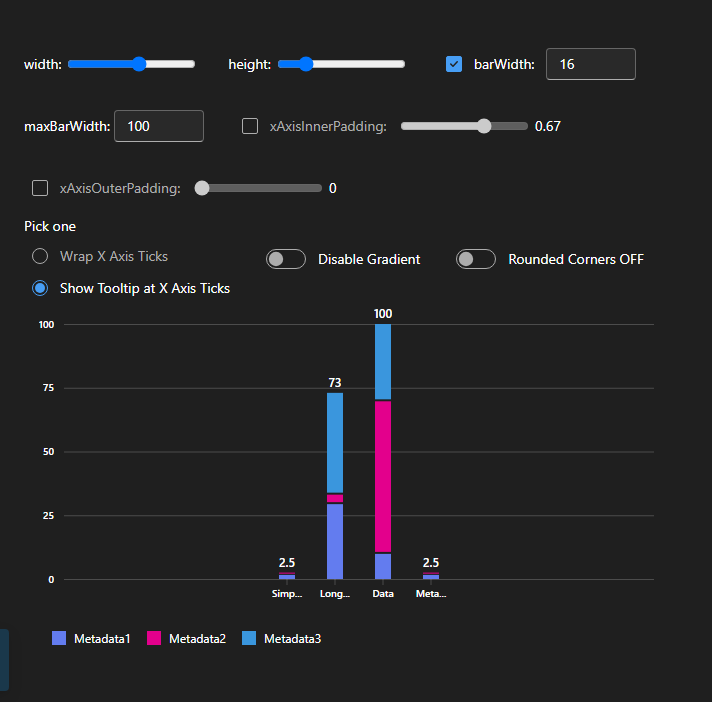 width: height: barWidth: 16
maxBarWidth: 100 xAxisInnerPadding: 0.67
xAxisOuterPadding: 0
Pick one
Wrap X Axis Ticks Disable Gradient Rounded Corners OFF
Show Tooltip at X Axis Ticks
100
100
75
73
50
25
2.5 2.5
0
Simp... Long... Data Meta...
Metadata1 Metadata2 Metadata3